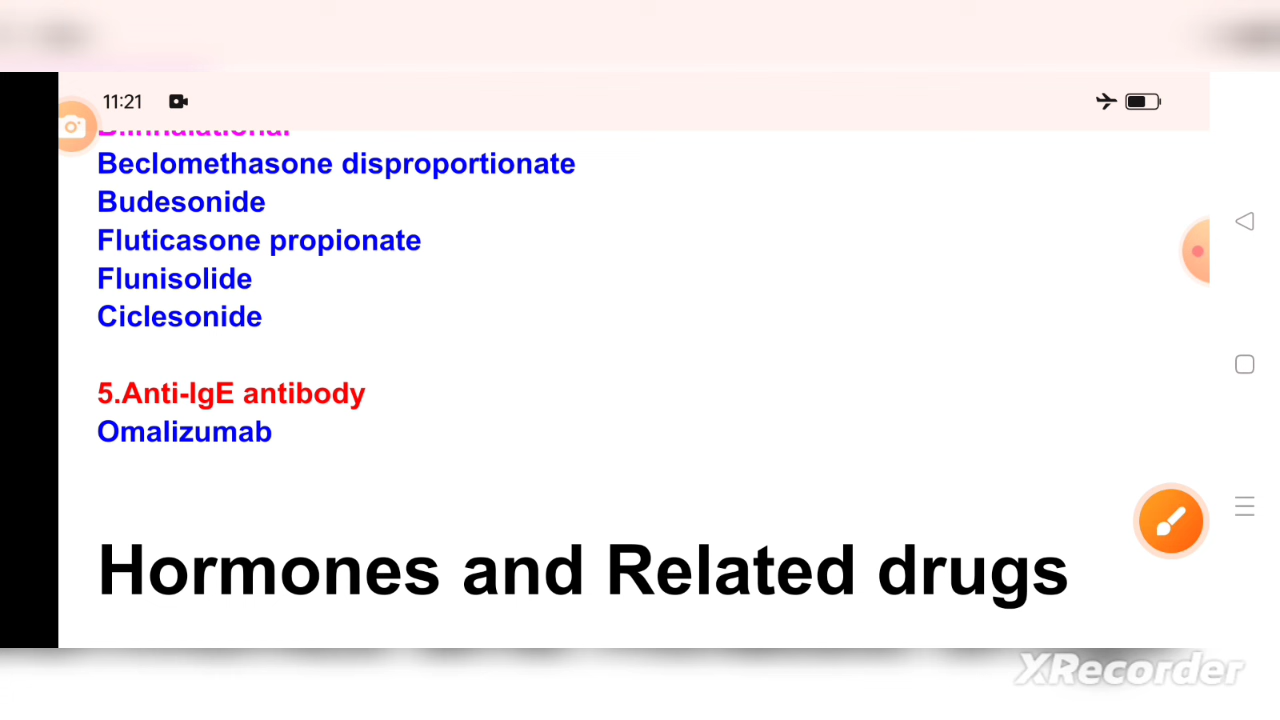 11:21
B.Inhalational
Beclomethasone disproportionate
Budesonide
Fluticasone propionate
Flunisolide
Ciclesonide
5.Anti-IgE antibody
Omalizumab
Hormones and Related drugs
XRecorder